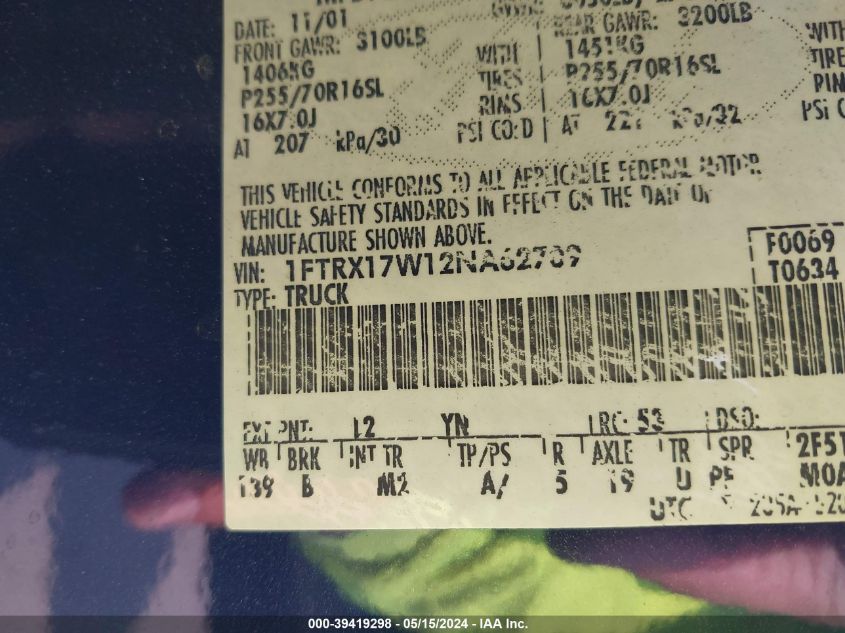 DATE: 11/01
FRONT GAWR: 3100LB
REAR GAWR: 3200LB
1406KG WITH 1451KG WITH
P255/70R16SL TIRES P255/70R16SL TIRE
16X7.0J RIMS 16X7.0J
AT 207 kPa/30 PSI COLD AT 221 kPa/32 PSI
THIS VEHICLE CONFORMS TO ALL APPLICABLE FEDERAL MOTOR
VEHICLE SAFETY STANDARDS IN EFFECT ON THE DATE OF
MANUFACTURE SHOWN ABOVE.
VIN: 1FTRX17W12NA62709 F0069
TYPE: TRUCK T0634
EXT PNT: 12 YN RC: 53 DSO:
WB BRK INT TR TP/PS R AXLE TR SPR
139 B M2 A/ 5 19 U
UTC
000-39419298 - 05/15/2024 - IAA Inc.